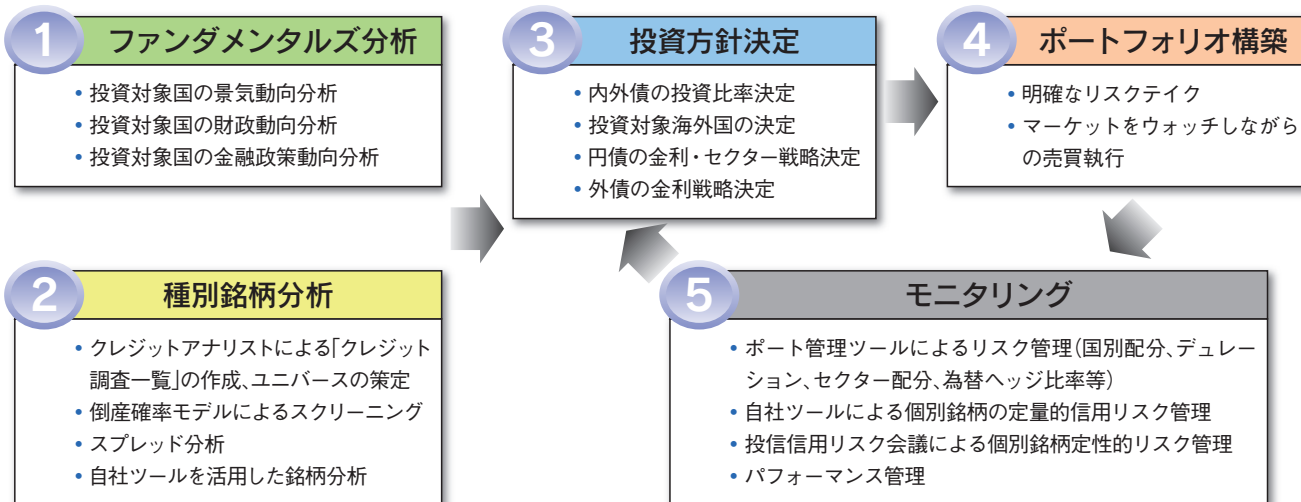 1
ファンダメンタルズ分析
• 投資対象国の景気動向分析
• 投資対象国の財政動向分析
• 投資対象国の金融政策動向分析
2
種別銘柄分析
• クレジットアナリストによる「クレジット
調査一覧」の作成、ユニバースの策定
• 倒産確率モデルによるスクリーニング
• スプレッド分析
• 自社ツールを活用した銘柄分析
3
投資方針決定
• 内外債の投資比率決定
• 投資対象海外国の決定
• 円債の金利・セクター戦略決定
• 外債の金利戦略決定
4
ポートフォリオ構築
• 明確なリスクテイク
• マーケットをウォッチしながら
の売買執行
5
モニタリング
• ポート管理ツールによるリスク管理(国別配分、デュレー
ション、セクター配分、為替ヘッジ比率等)
• 自社ツールによる個別銘柄の定量的信用リスク管理
• 投信信用リスク会議による個別銘柄定性的リスク管理
• パフォーマンス管理